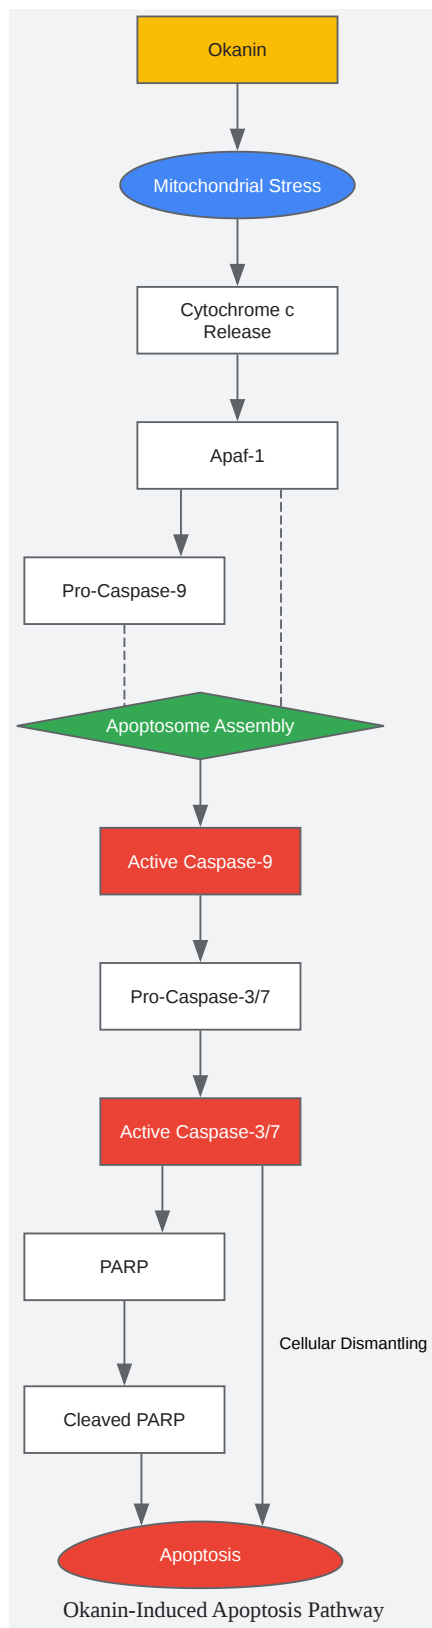 Okanin
Mitochondrial Stress
Cytochrome c
Release
Apaf-1
Pro-Caspase-9
Apoptosome Assembly
Active Caspase-9
Pro-Caspase-3/7
Active Caspase-3/7
PARP
Cellular Dismantling
Cleaved PARP
Apoptosis
Okanin-Induced Apoptosis Pathway